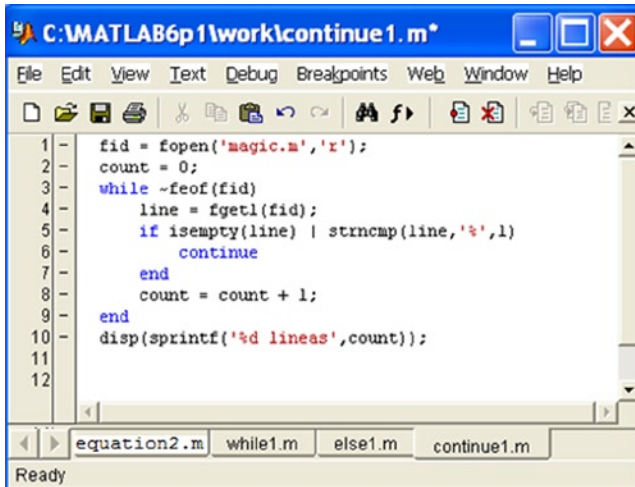 C:\MATLAB6p1\work\continue1.m*
File Edit View Text Debug Breakpoints Web Window Help
1 - fid = fopen('magic.m','r');
2 - count = 0;
3 - while ~feof(fid)
4 - line = fgetl(fid);
5 - if isempty(line) | strncmp(line,'%',1)
6 - continue
7 - end
8 - count = count + 1;
9 - end
10 - disp(sprintf('%d lineas',count));
11
12
equation2.m while1.m else1.m continue1.m
Ready